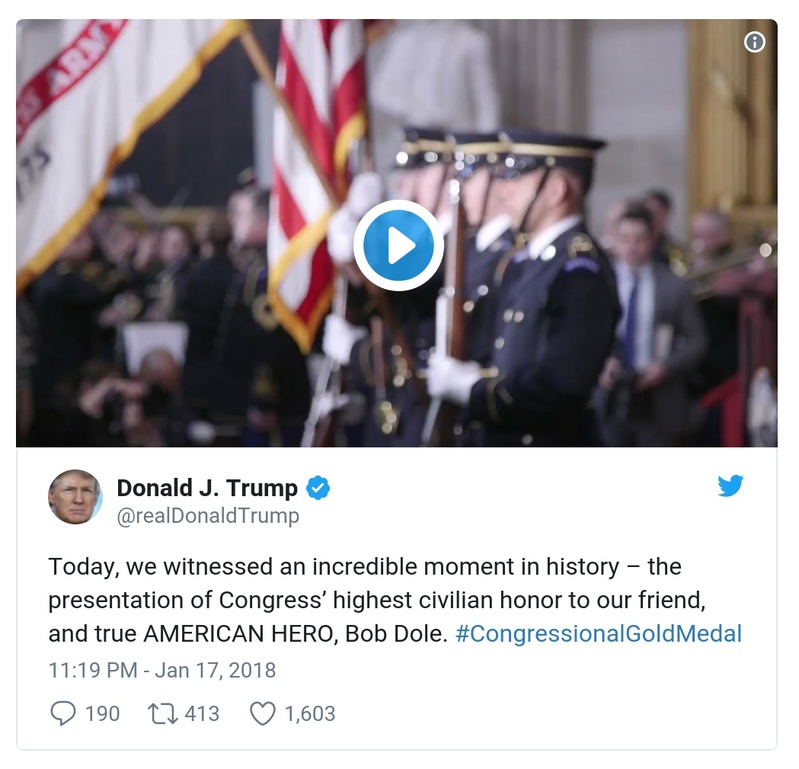 ARMY
75
Donald J. Trump
@realDonaldTrump
Today, we witnessed an incredible moment in history – the
presentation of Congress’ highest civilian honor to our friend,
and true AMERICAN HERO, Bob Dole. #CongressionalGoldMedal
11:19 PM - Jan 17, 2018
190 413 1,603